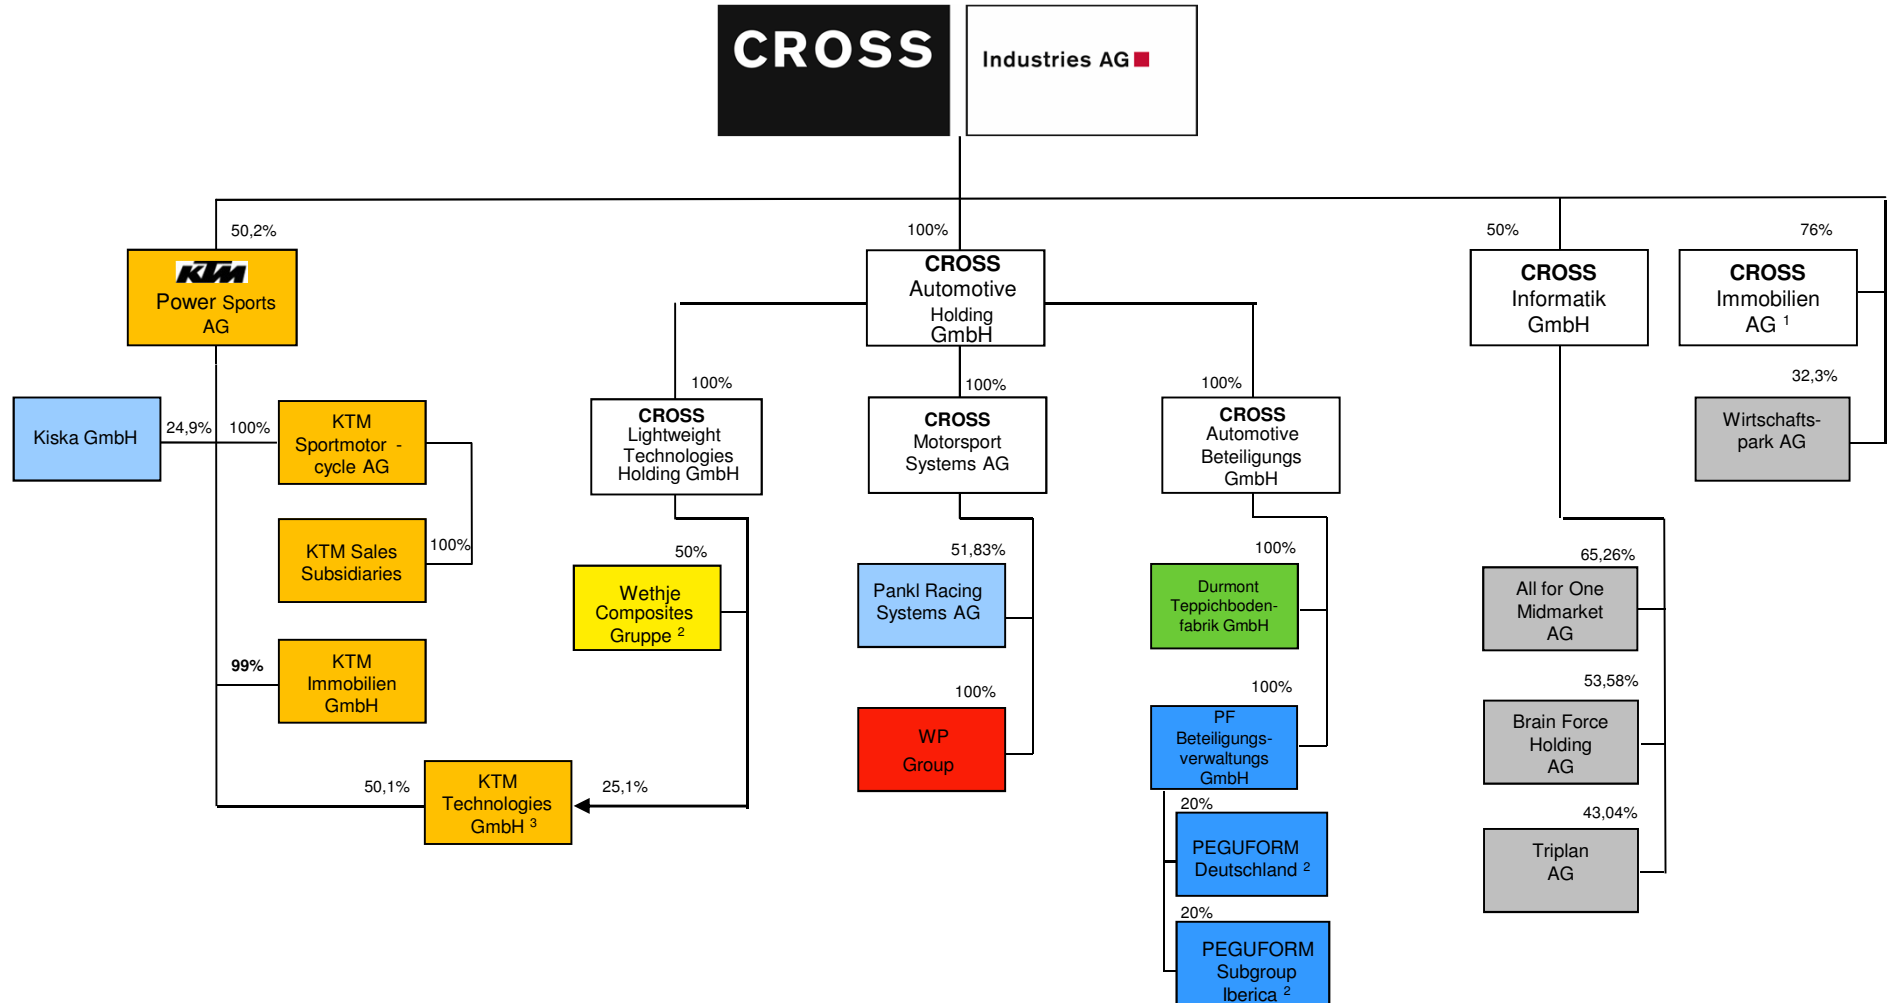 CROSS
Industries AG
50,2%
100%
50%
76%
KTM
Power Sports
AG
CROSS
Automotive
Holding
GmbH
CROSS
Informatik
GmbH
CROSS
Immobilien
AG 1
100%
100%
100%
32,3%
Kiska GmbH
24,9%
100%
KTM
Sportmotor -
cycle AG
CROSS
Lightweight
Technologies
Holding GmbH
CROSS
Motorsport
Systems AG
CROSS
Automotive
Beteiligungs
GmbH
Wirtschafts-
park AG
KTM Sales
Subsidiaries
100%
50%
51,83%
100%
65,26%
Wethje
Composites
Gruppe 2
Pankl Racing
Systems AG
Durmont
Teppichboden-
fabrik GmbH
All for One
Midmarket
AG
99%
KTM
Immobilien
GmbH
100%
100%
53,58%
WP
Group
PF
Beteiligungs-
verwaltungs
GmbH
Brain Force
Holding
AG
50,1%
KTM
Technologies
GmbH 3
25,1%
20%
43,04%
PEGUFORM
Deutschland 2
Triplan
AG
20%
PEGUFORM
Subgroup
Iberica 2